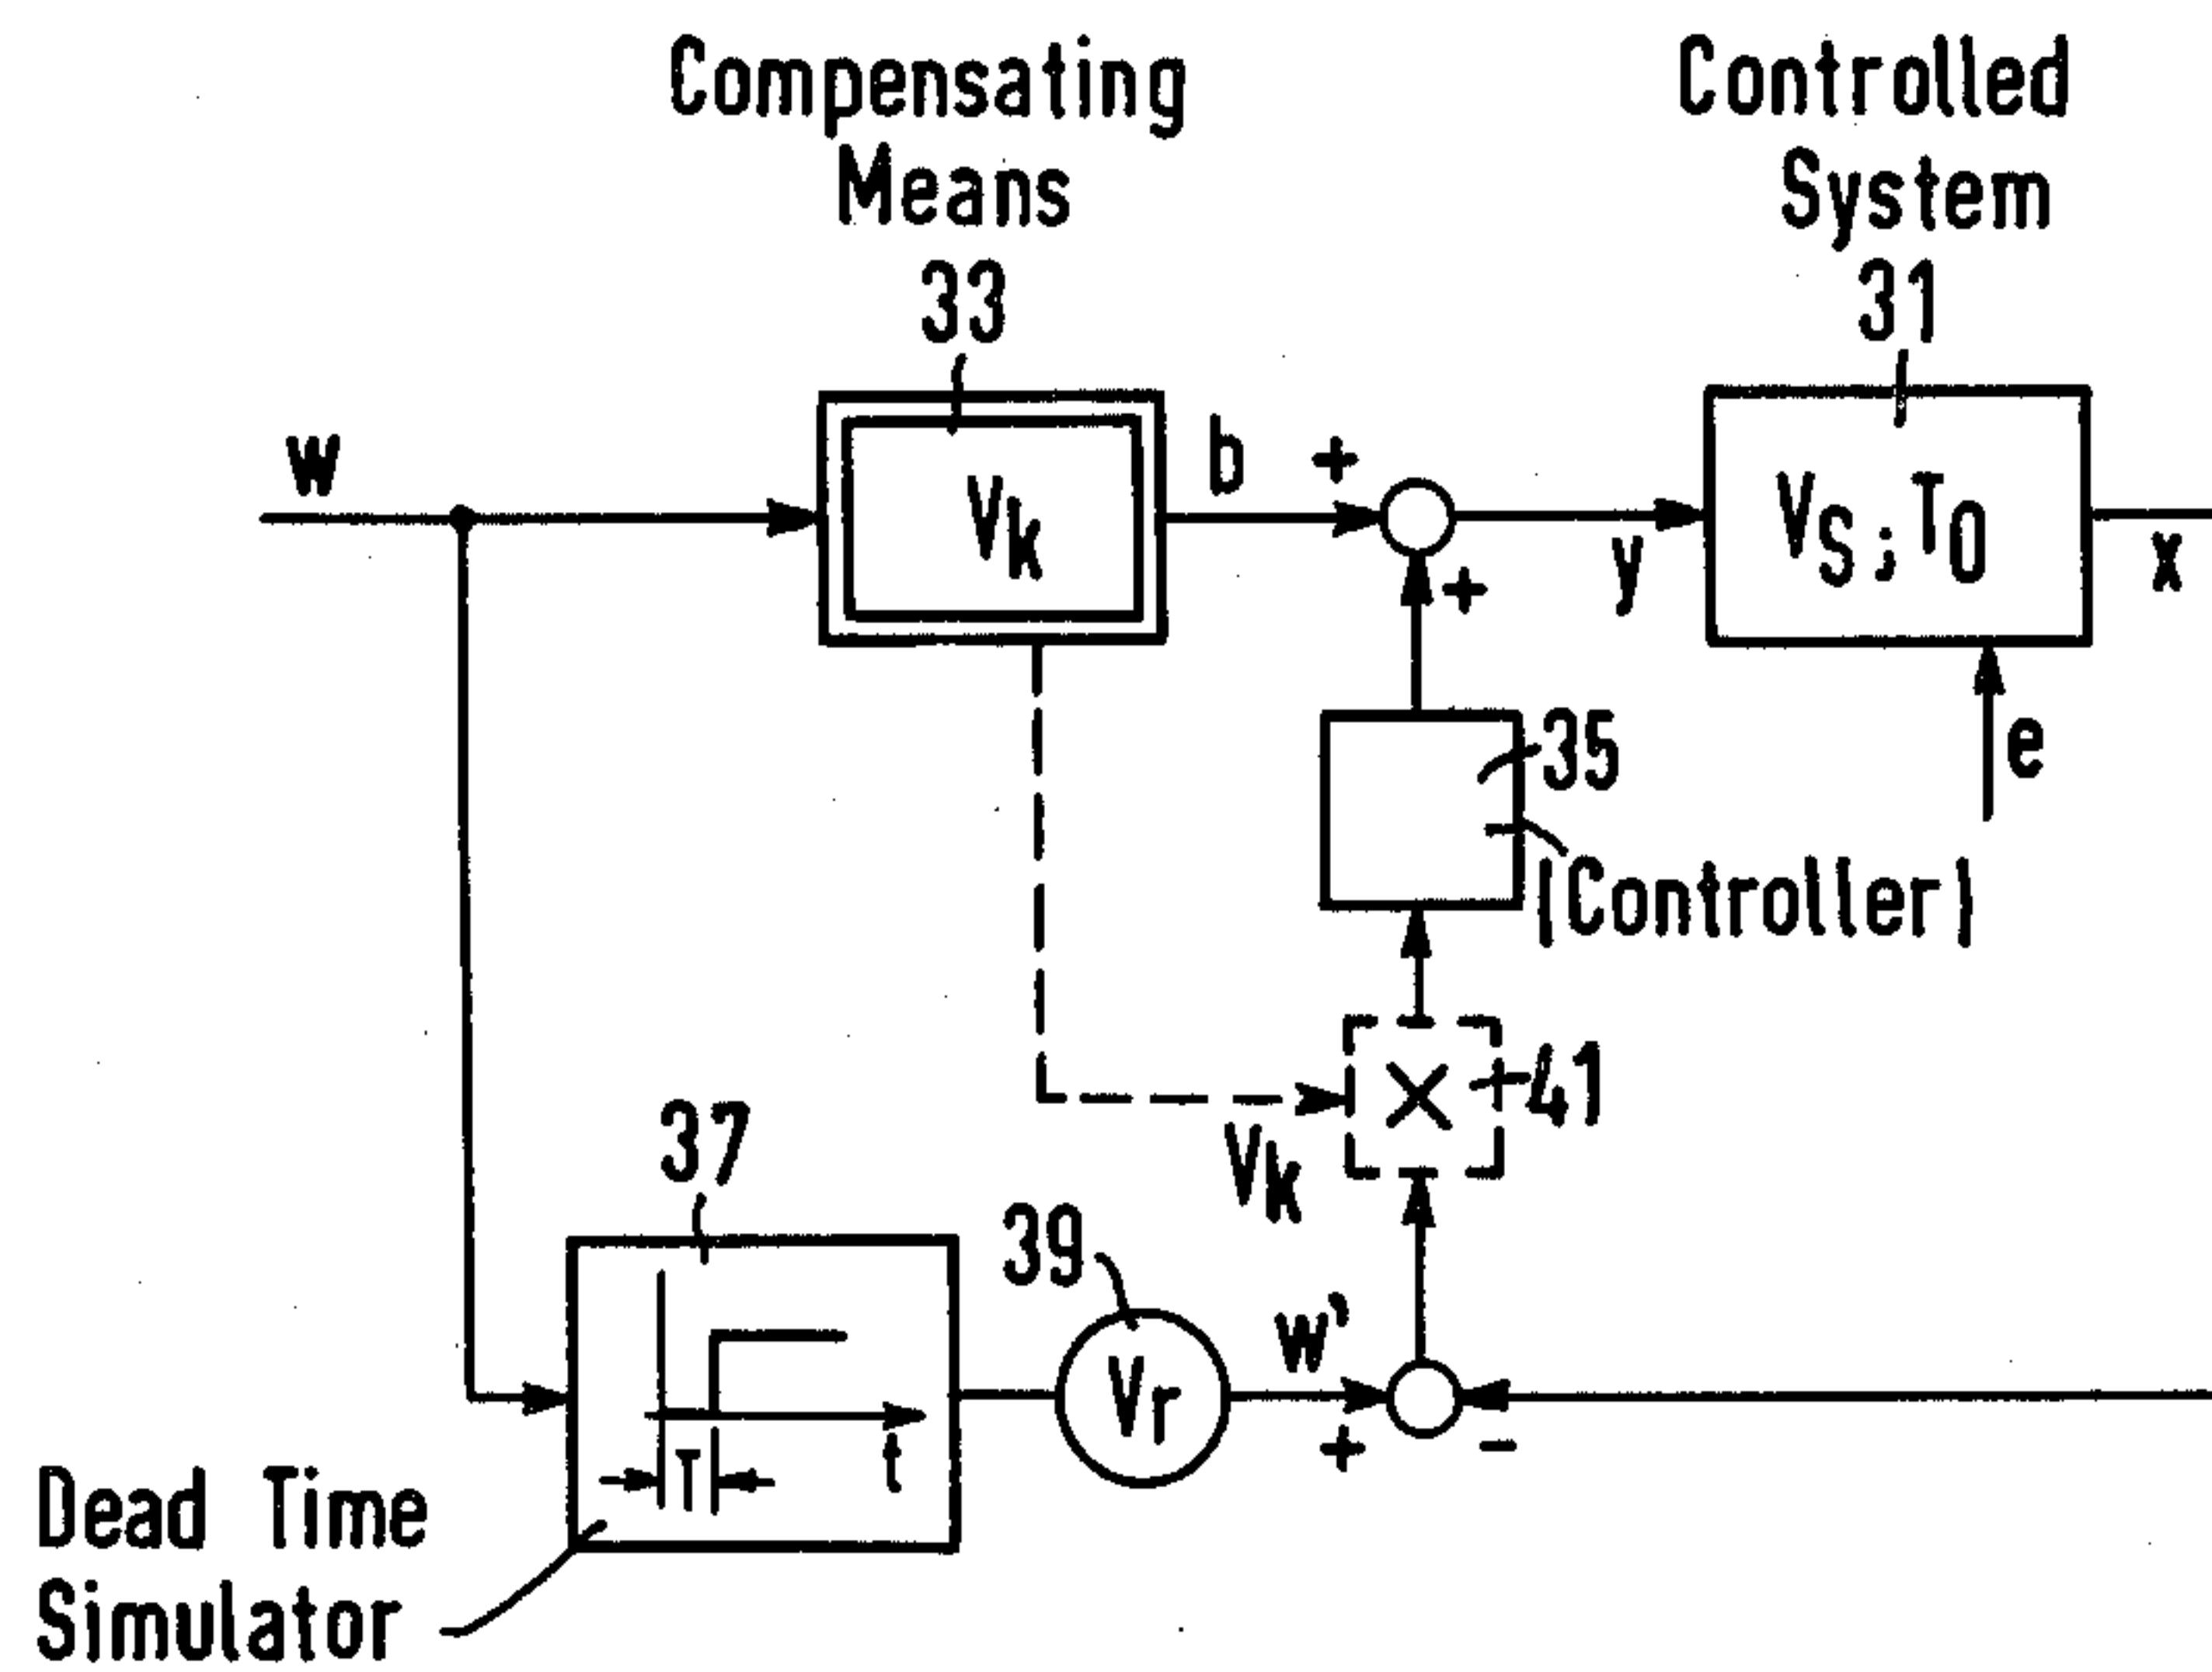 Compensating
Means
33
Controlled
System
31
w
Vk
b
+
+
y
VS;T0
x
e
35
(Controller)
41
Vk
37
39
Vr
w'
+
-
T
t
Dead Time
Simulator